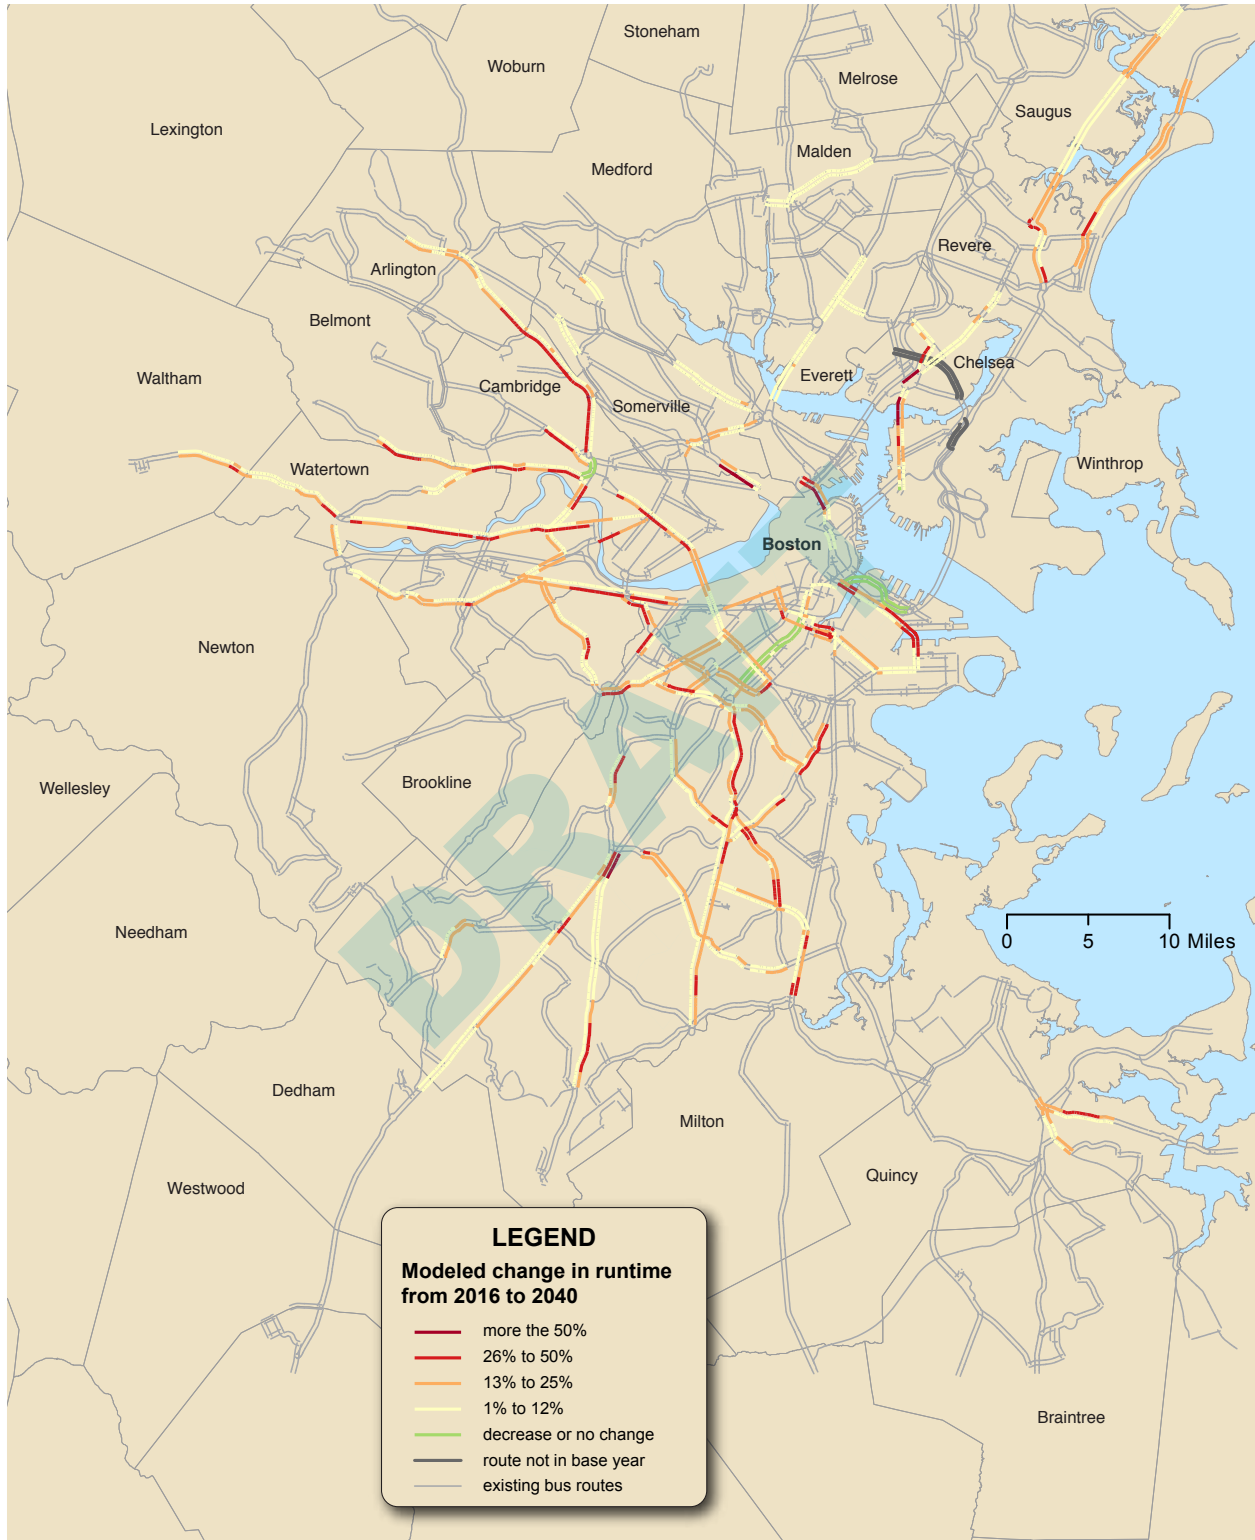 Stoneham
Woburn
Melrose
Saugus
Lexington
Malden
Medford
Revere
Arlington
Belmont
Chelsea
Everett
Waltham
Cambridge
Somerville
Watertown
Winthrop
Boston
Newton
Wellesley
Brookline
DRAFT
Needham
0 5 10 Miles
Dedham
Milton
Quincy
Westwood
LEGEND
Modeled change in runtime
from 2016 to 2040
more the 50%
26% to 50%
13% to 25%
1% to 12%
decrease or no change
route not in base year
existing bus routes
Braintree